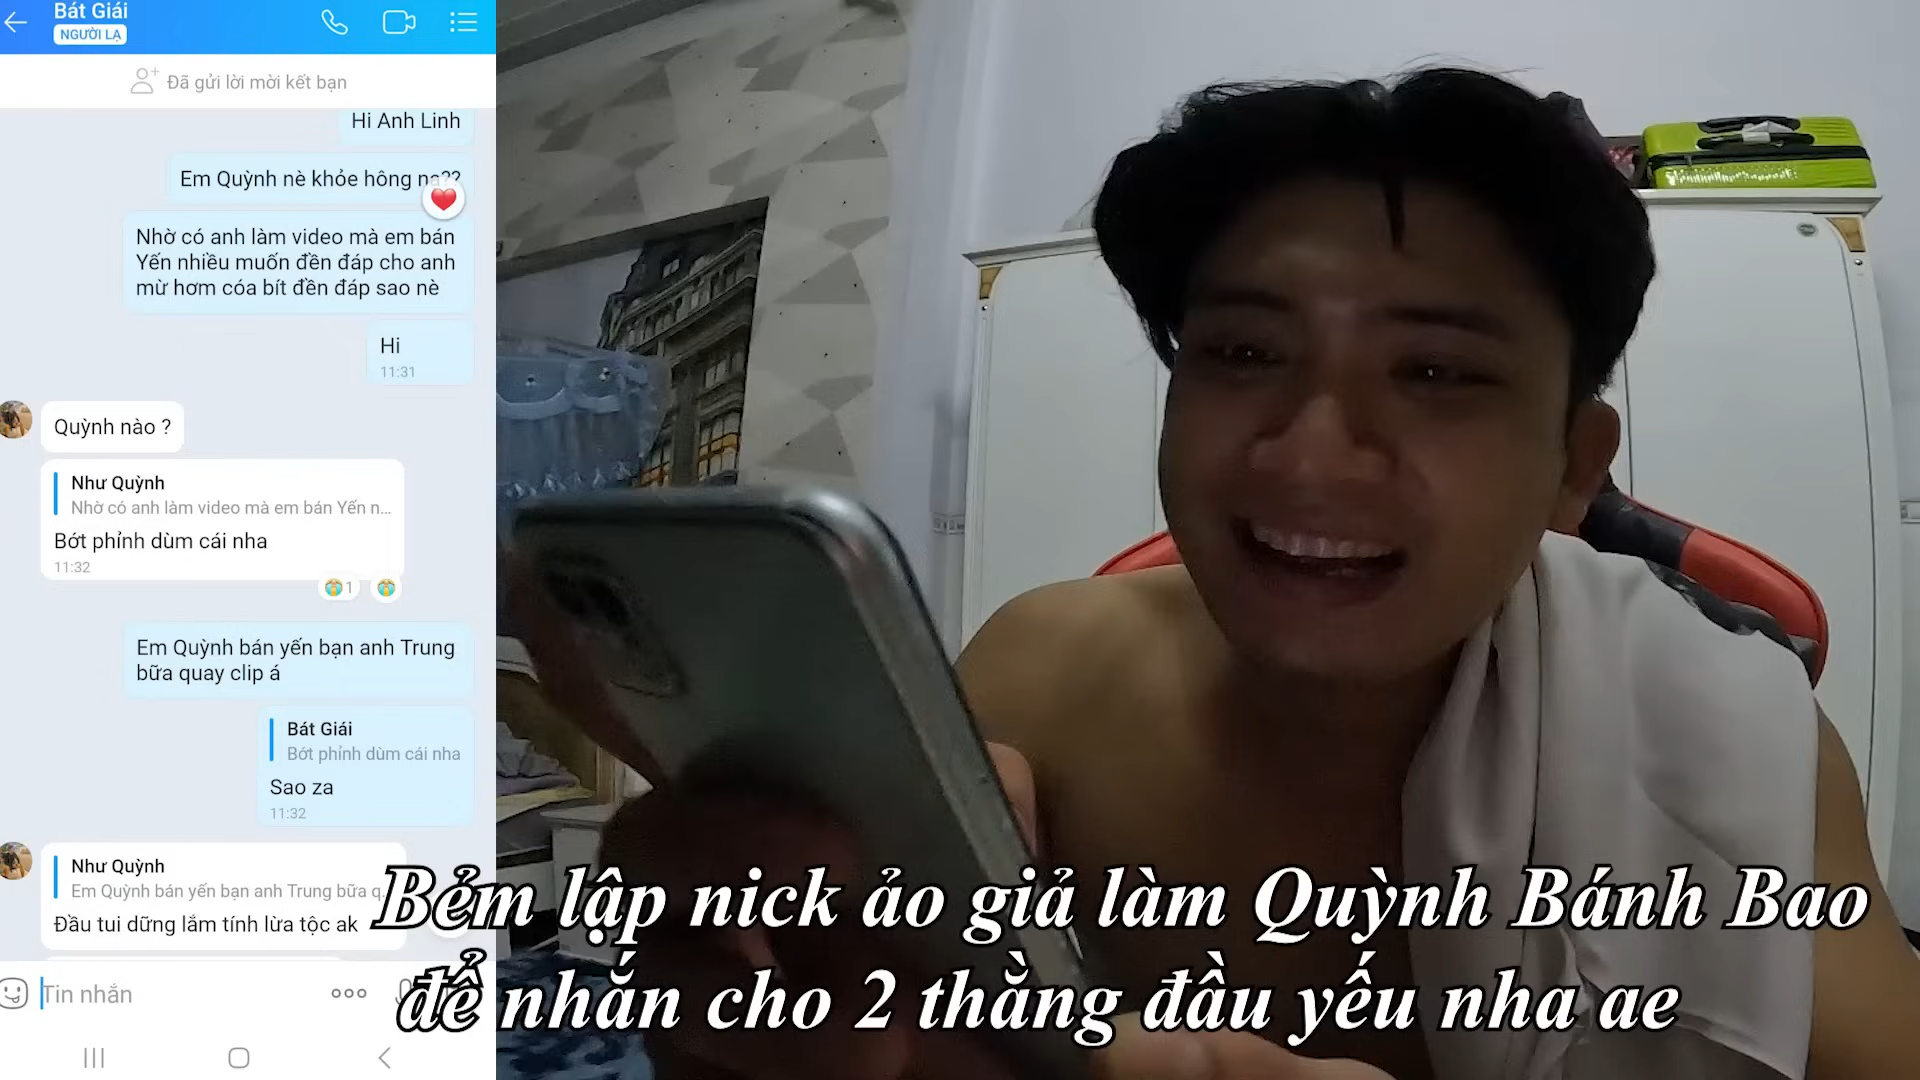 Bát Giái
NGƯỜI LẠ
Đã gửi lời mời kết bạn
Hi Anh Linh
Em Quỳnh nè khỏe hông na??
Nhờ có anh làm video mà em bán
Yến nhiều muốn đền đáp cho anh
mừ hơm cóa bít đền đáp sao nè
Hi
11:31
Quỳnh nào ?
Như Quỳnh
Nhờ có anh làm video mà em bán Yến n...
Bớt phỉnh dùm cái nha
11:32
1
Em Quỳnh bán yến bạn anh Trung
bữa quay clip á
Bát Giái
Bớt phỉnh dùm cái nha
Sao za
11:32
Như Quỳnh
Em Quỳnh bán yến bạn anh Trung bữa q...
Đầu tui dững lắm tính lừa tộc ak
Tin nhắn
Bẻm lập nick ảo giả làm Quỳnh Bánh Bao
để nhắn cho 2 thằng đầu yếu nha ae